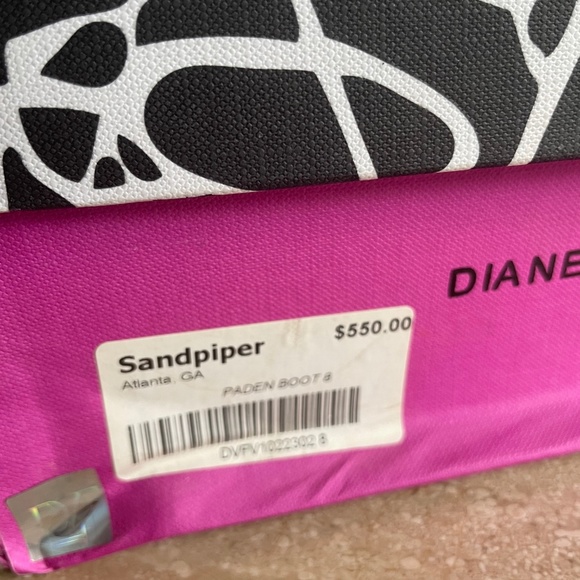 DIANE
Sandpiper $550.00
Atlanta, GA
PADEN BOOT 8
DVFV1022302 8